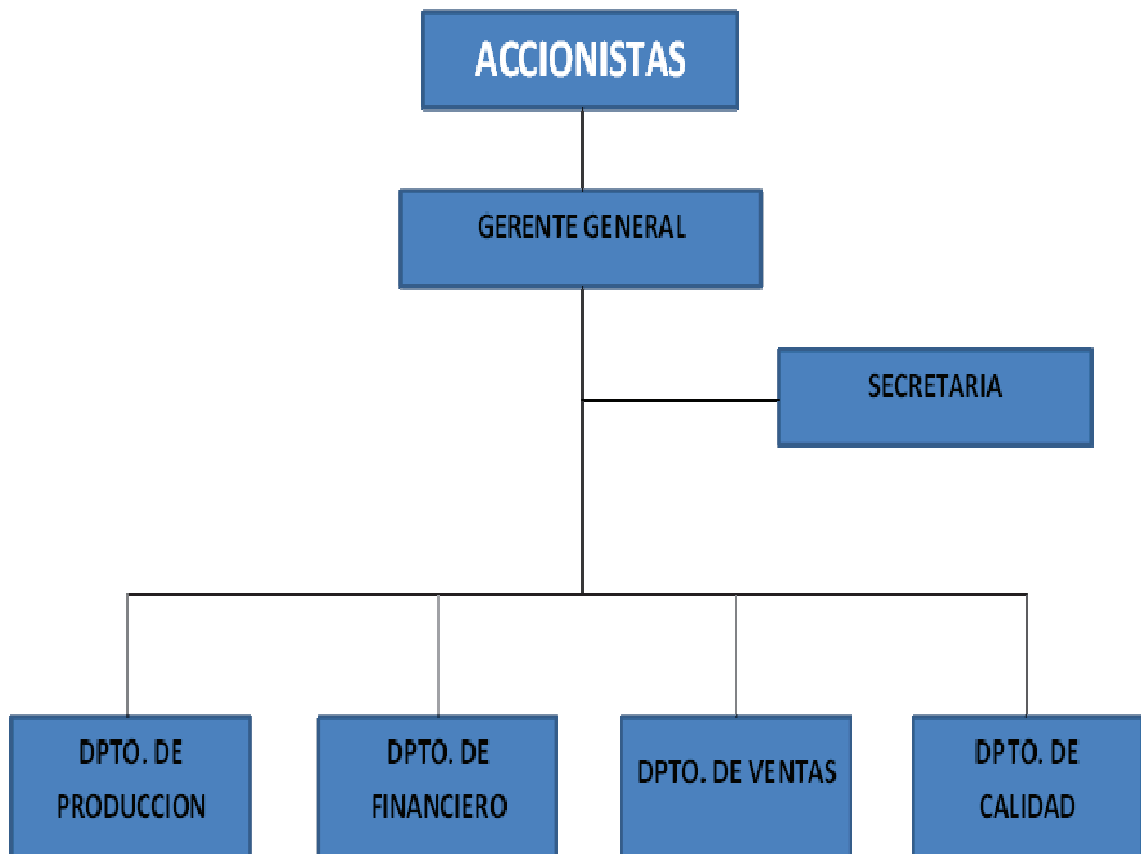 ACCIONISTAS
GERENTE GENERAL
SECRETARIA
DPTO. DE
PRODUCCION
DPTO. DE
FINANCIERO
DPTO. DE VENTAS
DPTO. DE
CALIDAD